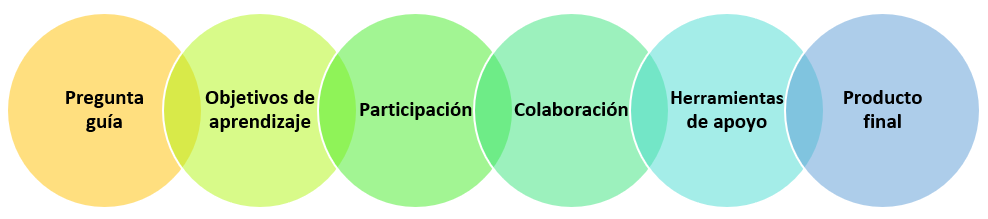 Pregunta
guía
Objetivos de
aprendizaje
Participación
Colaboración
Herramientas
de apoyo
Producto
final